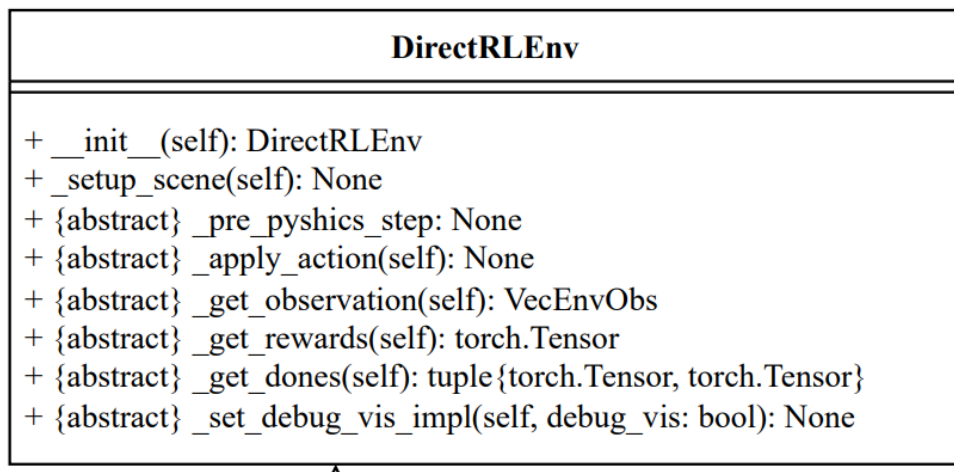 DirectRLEnv
+ __init__(self): DirectRLEnv
+ _setup_scene(self): None
+ {abstract} _pre_pyshics_step: None
+ {abstract} _apply_action(self): None
+ {abstract} _get_observation(self): VecEnvObs
+ {abstract} _get_rewards(self): torch.Tensor
+ {abstract} _get_dones(self): tuple{torch.Tensor, torch.Tensor}
+ {abstract} _set_debug_vis_impl(self, debug_vis: bool): None